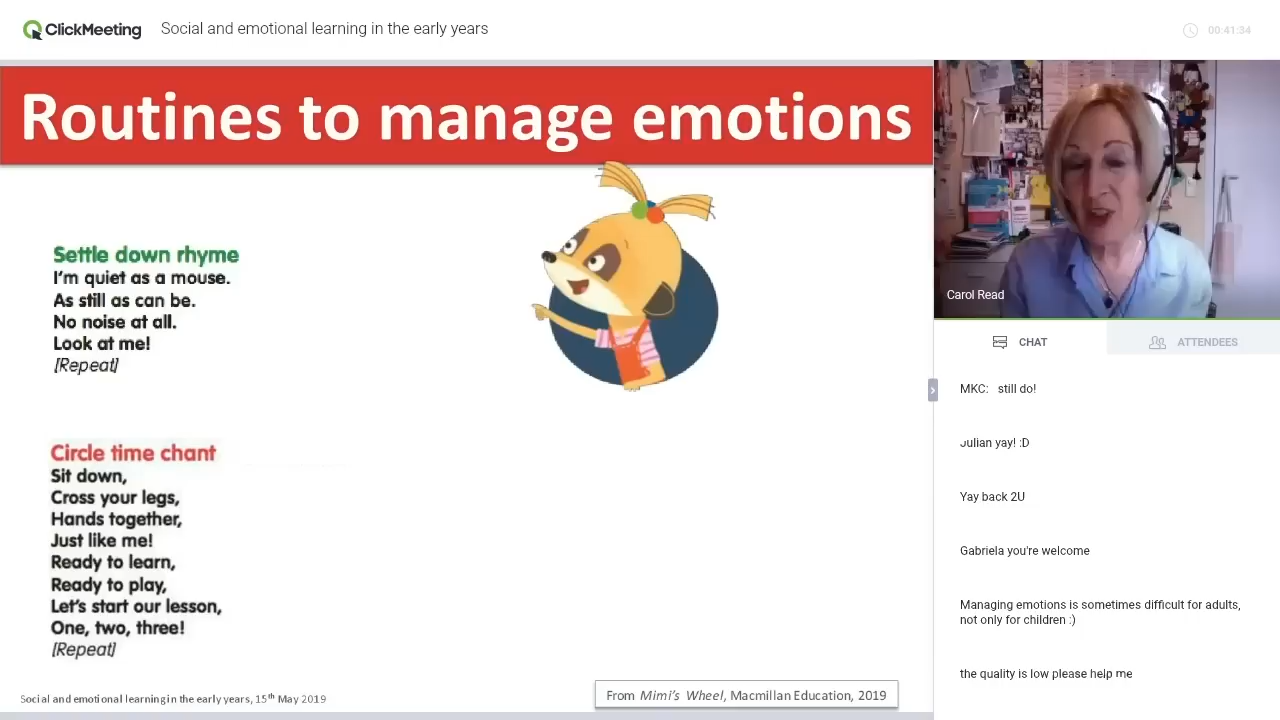 ClickMeeting
Social and emotional learning in the early years
00:41:34
Routines to manage emotions
Settle down rhyme
I'm quiet as a mouse.
As still as can be.
No noise at all.
Look at me!
[Repeat]
Circle time chant
Sit down,
Cross your legs,
Hands together,
Just like me!
Ready to learn,
Ready to play,
Let's start our lesson,
One, two, three!
[Repeat]
Social and emotional learning in the early years, 15th May 2019
From Mimi's Wheel, Macmillan Education, 2019
Carol Read
CHAT
ATTENDEES
MKC: still do!
Julian yay! :D
Yay back 2U
Gabriela you're welcome
Managing emotions is sometimes difficult for adults,
not only for children :)
the quality is low please help me